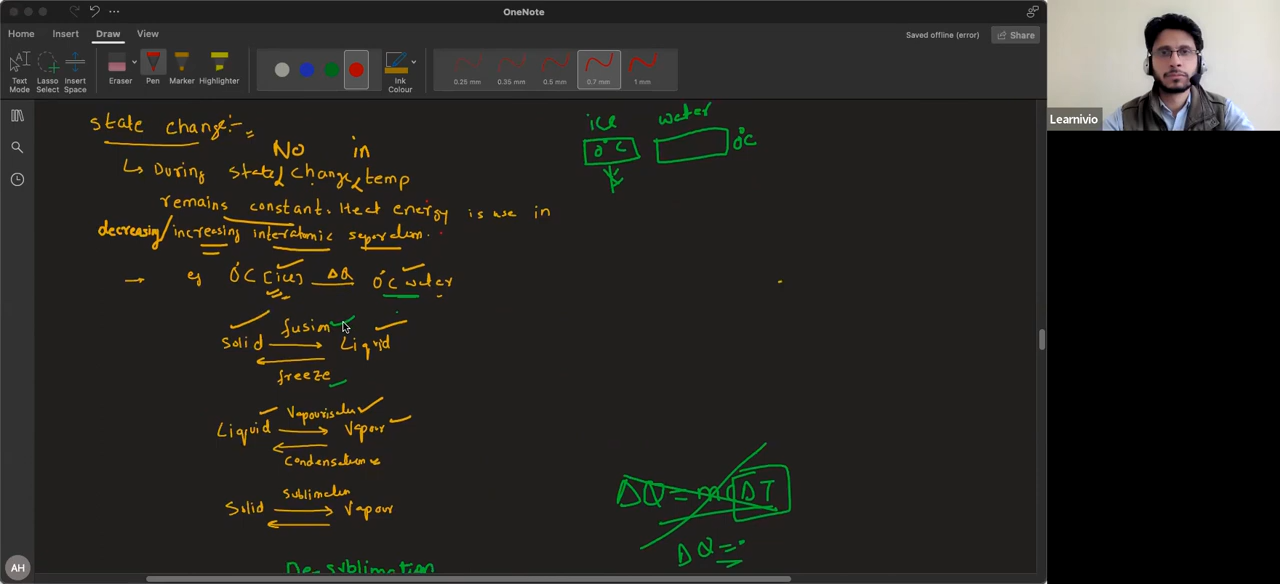 OneNote
Home Insert Draw View
Saved offline (error) Share
Text Mode Lasso Select Insert Space Eraser Pen Marker Highlighter Ink Colour 0.25 mm 0.35 mm 0.5 mm 0.7 mm 1 mm
Learnivio
State change:-
No in
↳ During state change, temp
remains constant. Heat energy is use in
decreasing/increasing interatomic separation.
→ eg 0°C [ice] ΔQ 0°C water
Solid fusion → Liquid
← freeze
Liquid Vapourisation → Vapour
← Condensation
Solid Sublimation → Vapour
←
De-sublimation
ice water
0°C 0°C
ΔQ = mcΔT
ΔQ =
AH